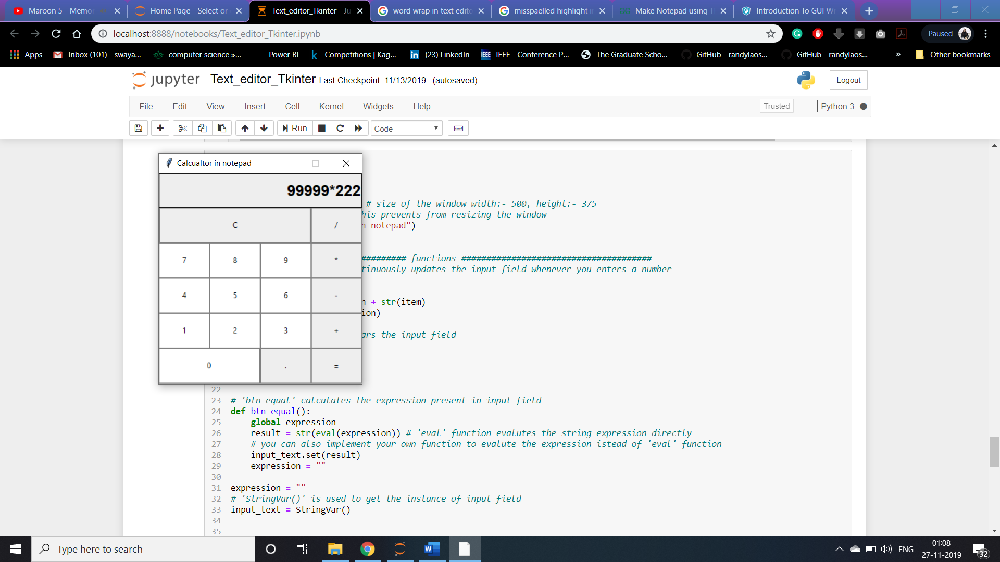 Maroon 5 - Memor
Home Page - Select or
Text_editor_Tkinter - Ju
word wrap in text edito
misspaelled highlight i
Make Notepad using T
Introduction To GUI Wi
localhost:8888/notebooks/Text_editor_Tkinter.ipynb
Paused
Apps
Inbox (101) - swaya...
computer science »...
Power BI
Competitions | Kag...
(23) LinkedIn
IEEE - Conference P...
The Graduate Scho...
GitHub - randylaos...
GitHub - randylaos...
»
Other bookmarks
jupyter Text_editor_Tkinter Last Checkpoint: 11/13/2019 (autosaved)
Logout
File Edit View Insert Cell Kernel Widgets Help
Trusted
Python 3
Run
Code
Calcualtor in notepad
99999*222
C /
7 8 9 *
4 5 6 -
1 2 3 +
0 . =
# size of the window width:- 500, height:- 375
his prevents from resizing the window
n notepad")
######### functions ######################################
tinuously updates the input field whenever you enters a number
n + str(item)
ion)
ars the input field
22
23 # 'btn_equal' calculates the expression present in input field
24 def btn_equal():
25 global expression
26 result = str(eval(expression)) # 'eval' function evalutes the string expression directly
27 # you can also implement your own function to evalute the expression istead of 'eval' function
28 input_text.set(result)
29 expression = ""
30
31 expression = ""
32 # 'StringVar()' is used to get the instance of input field
33 input_text = StringVar()
34
35
Type here to search
ENG
01:08
27-11-2019
32